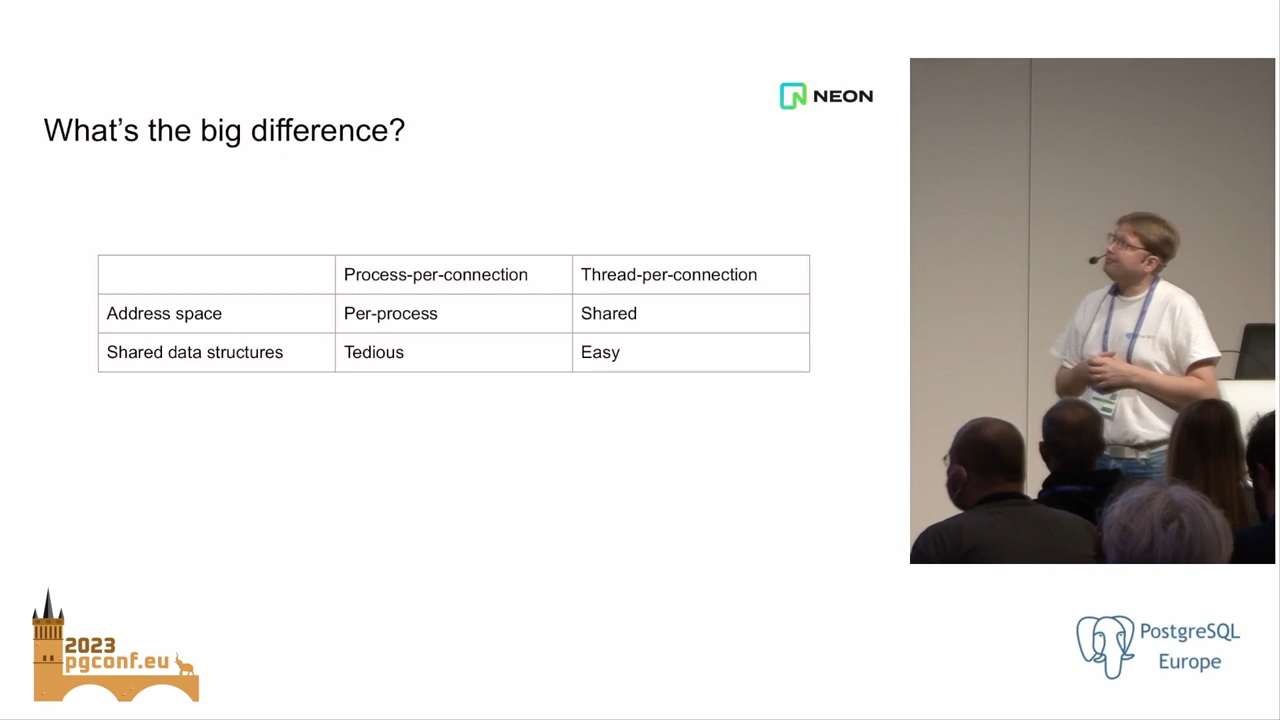 NEON
What's the big difference?
Process-per-connection Thread-per-connection
Address space Per-process Shared
Shared data structures Tedious Easy
2023
pgconf.eu
PostgreSQL
Europe